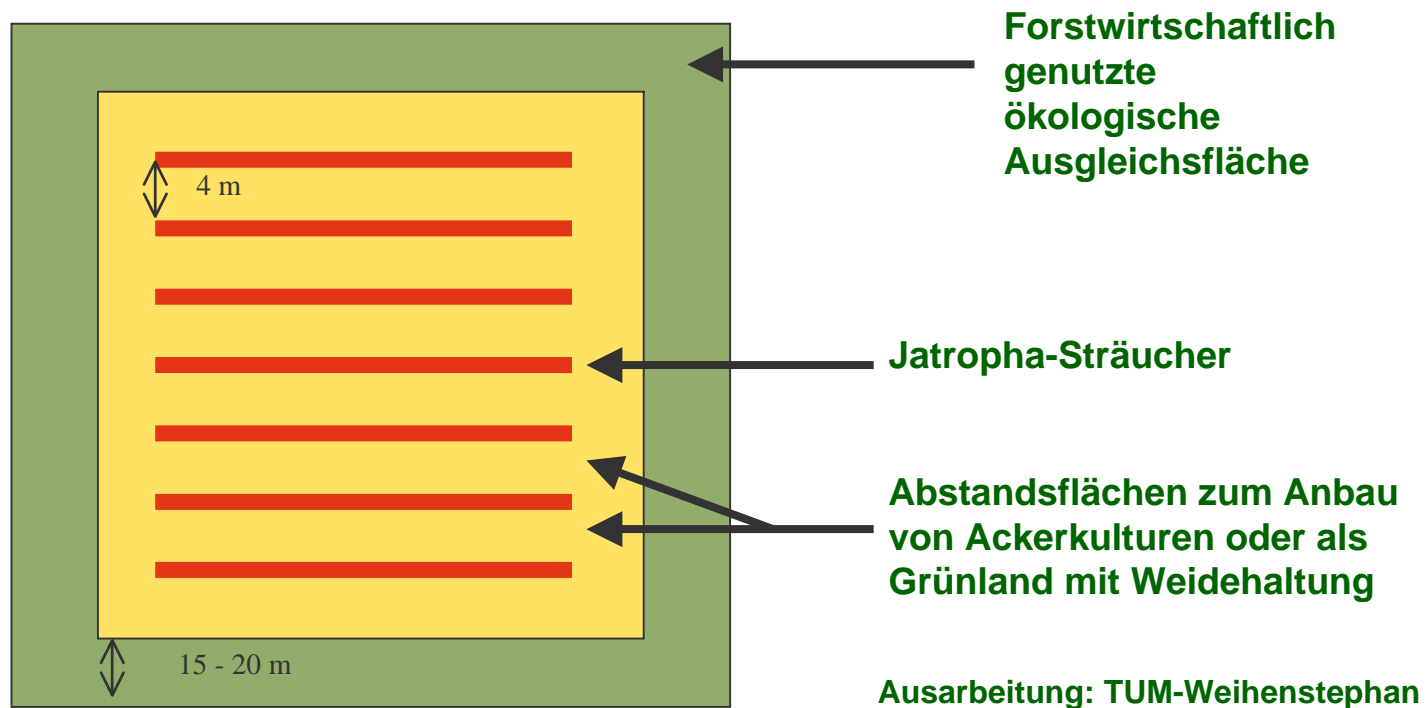 Forstwirtschaftlich
genutzte
ökologische
Ausgleichsfläche
4 m
Jatropha-Sträucher
Abstandsflächen zum Anbau
von Ackerkulturen oder als
Grünland mit Weidehaltung
15 - 20 m
Ausarbeitung: TUM-Weihenstephan